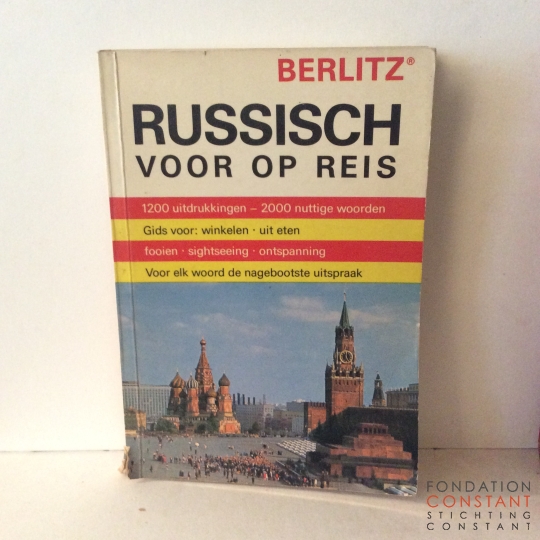 BERLITZ®
RUSSISCH
VOOR OP REIS
1200 uitdrukkingen – 2000 nuttige woorden
Gids voor: winkelen · uit eten
fooien · sightseeing · ontspanning
Voor elk woord de nagebootste uitspraak
FONDATION
CONSTANT
STICHTING
CONSTANT